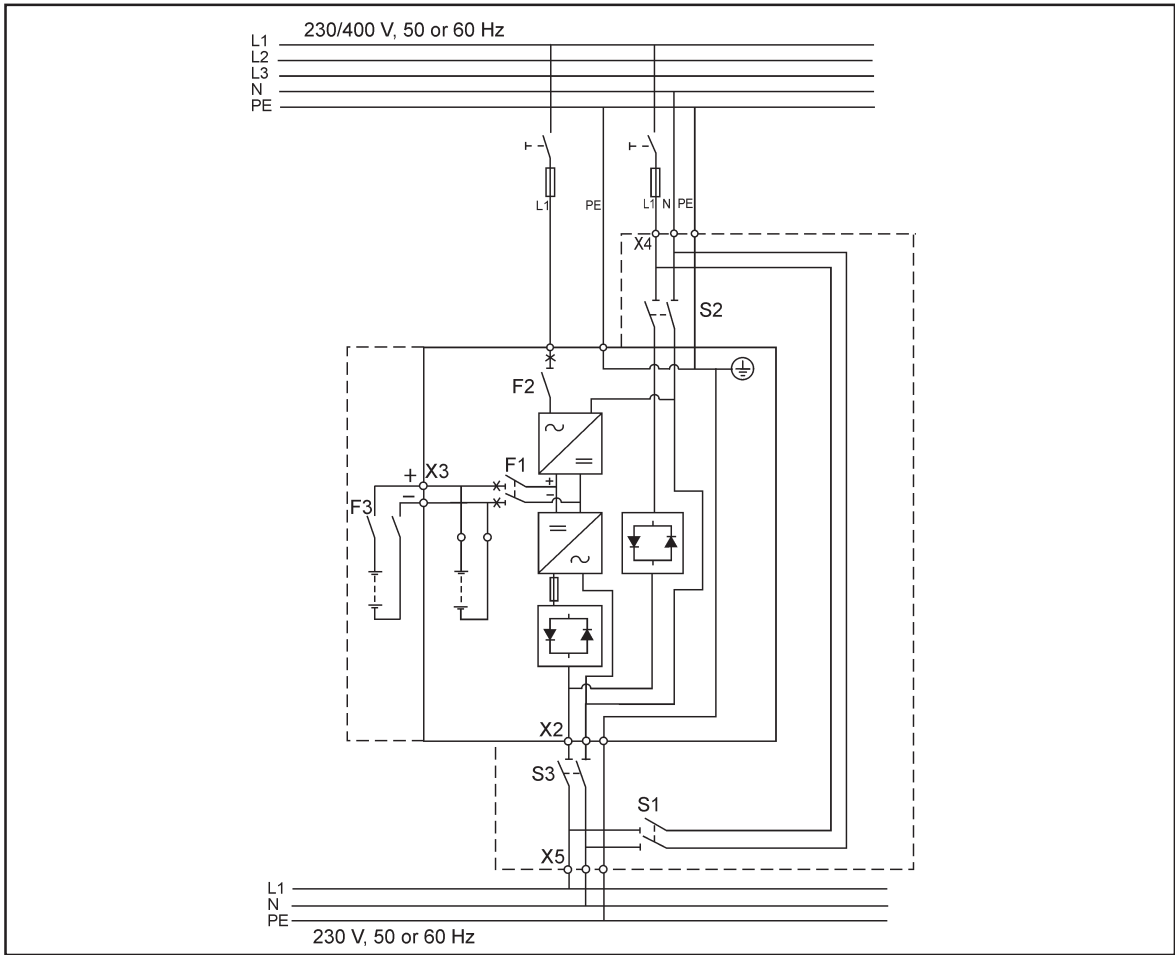 230/400 V, 50 or 60 Hz
L1
L2
L3
N
PE
L1
PE
L1 N PE
X4
S2
F2
X3
F1
+
−
+
−
F3
X2
S3
S1
X5
L1
N
PE
230 V, 50 or 60 Hz